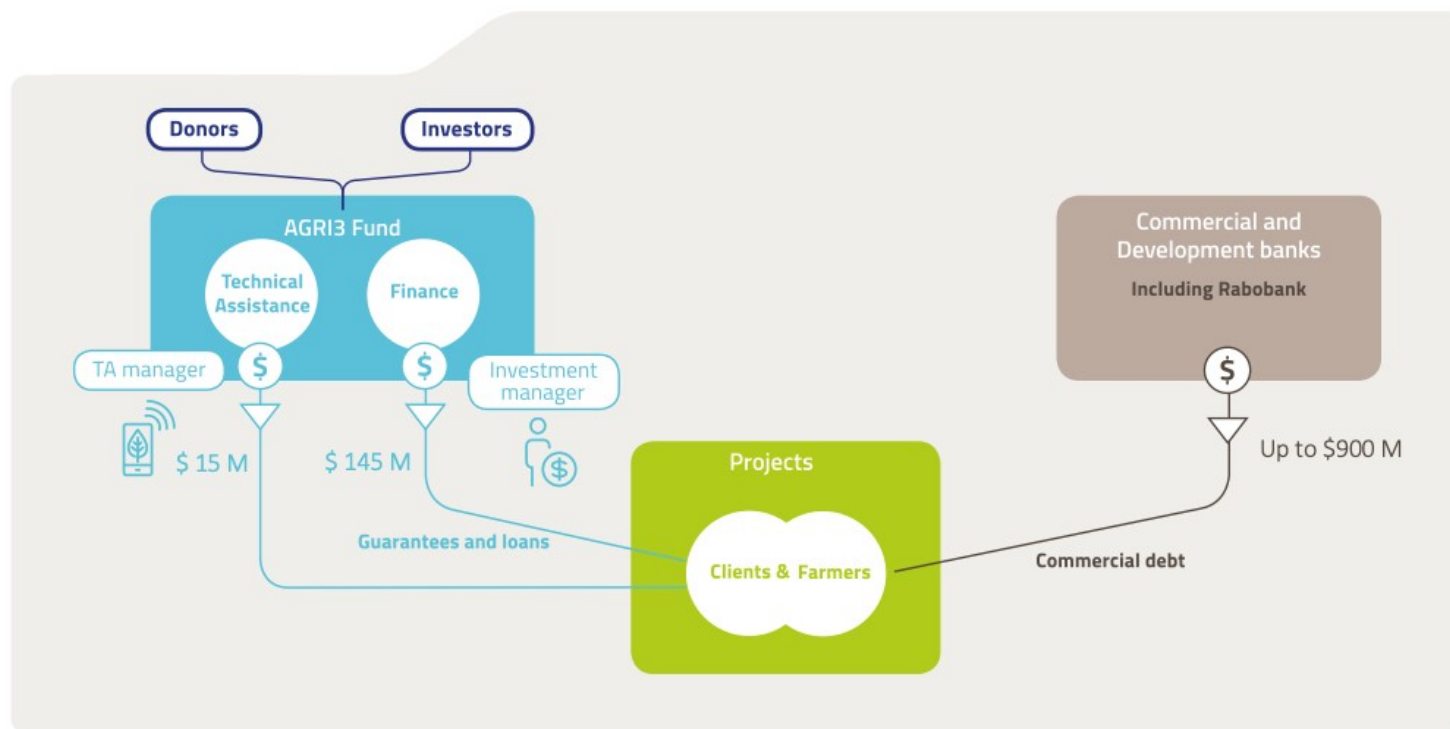 Donors
Investors
AGRI3 Fund
Technical
Assistance
Finance
$
$
TA manager
Investment
manager
$ 15 M
$ 145 M
$
Guarantees and loans
Commercial and
Development banks
Including Rabobank
$
Up to $900 M
Commercial debt
Projects
Clients & Farmers